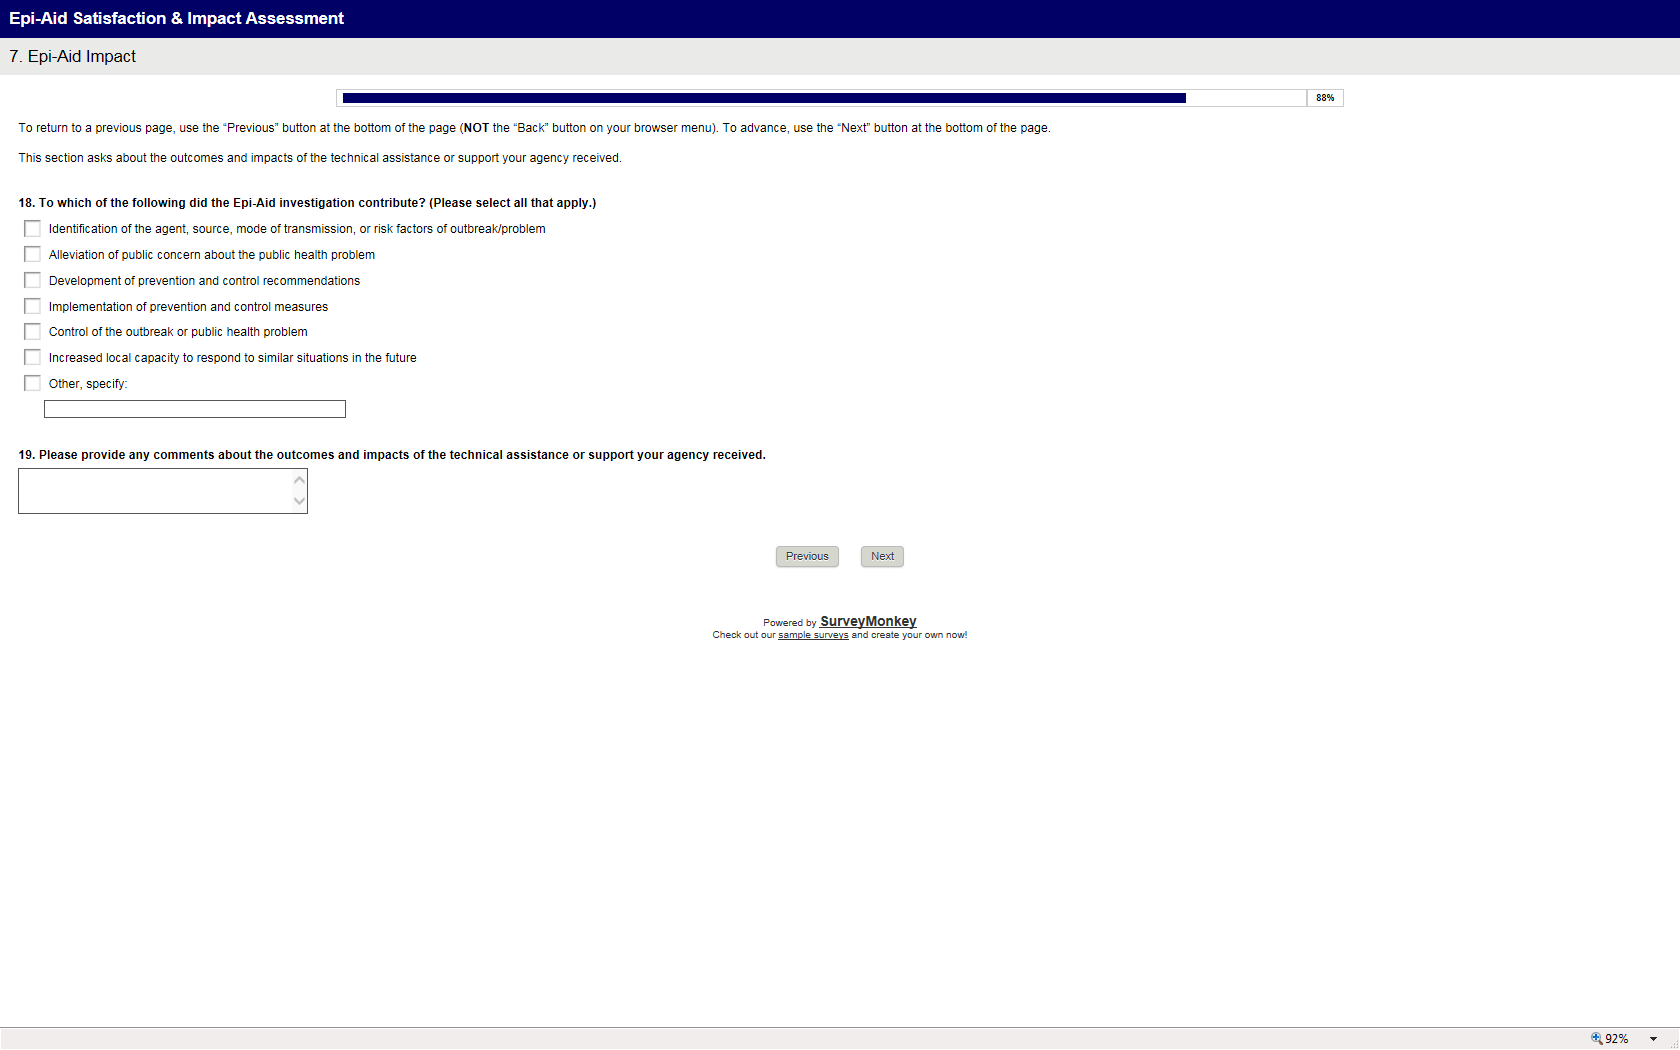 Epi-Aid Satisfaction & Impact Assessment
7. Epi-Aid Impact
88%
To return to a previous page, use the “Previous” button at the bottom of the page (NOT the “Back” button on your browser menu). To advance, use the “Next” button at the bottom of the page.
This section asks about the outcomes and impacts of the technical assistance or support your agency received.
18. To which of the following did the Epi-Aid investigation contribute? (Please select all that apply.)
Identification of the agent, source, mode of transmission, or risk factors of outbreak/problem
Alleviation of public concern about the public health problem
Development of prevention and control recommendations
Implementation of prevention and control measures
Control of the outbreak or public health problem
Increased local capacity to respond to similar situations in the future
Other, specify:
19. Please provide any comments about the outcomes and impacts of the technical assistance or support your agency received.
Previous Next
Powered by SurveyMonkey
Check out our sample surveys and create your own now!
92%